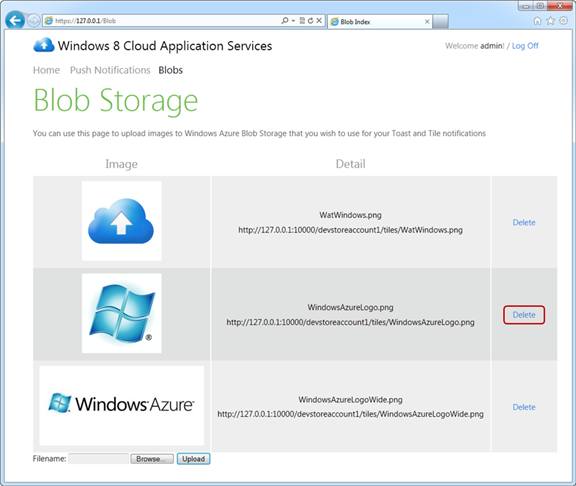 https://127.0.0.1/Blob
Blob Index
Windows 8 Cloud Application Services
Welcome admin! / Log Off
Home Push Notifications Blobs
Blob Storage
You can use this page to upload images to Windows Azure Blob Storage that you wish to use for your Toast and Tile notifications
Image Detail
WatWindows.png
http://127.0.0.1:10000/devstoreaccount1/tiles/WatWindows.png
Delete
WindowsAzureLogo.png
http://127.0.0.1:10000/devstoreaccount1/tiles/WindowsAzureLogo.png
Delete
®
Windows Azure™
WindowsAzureLogoWide.png
http://127.0.0.1:10000/devstoreaccount1/tiles/WindowsAzureLogoWide.png
Delete
Filename: Browse... Upload